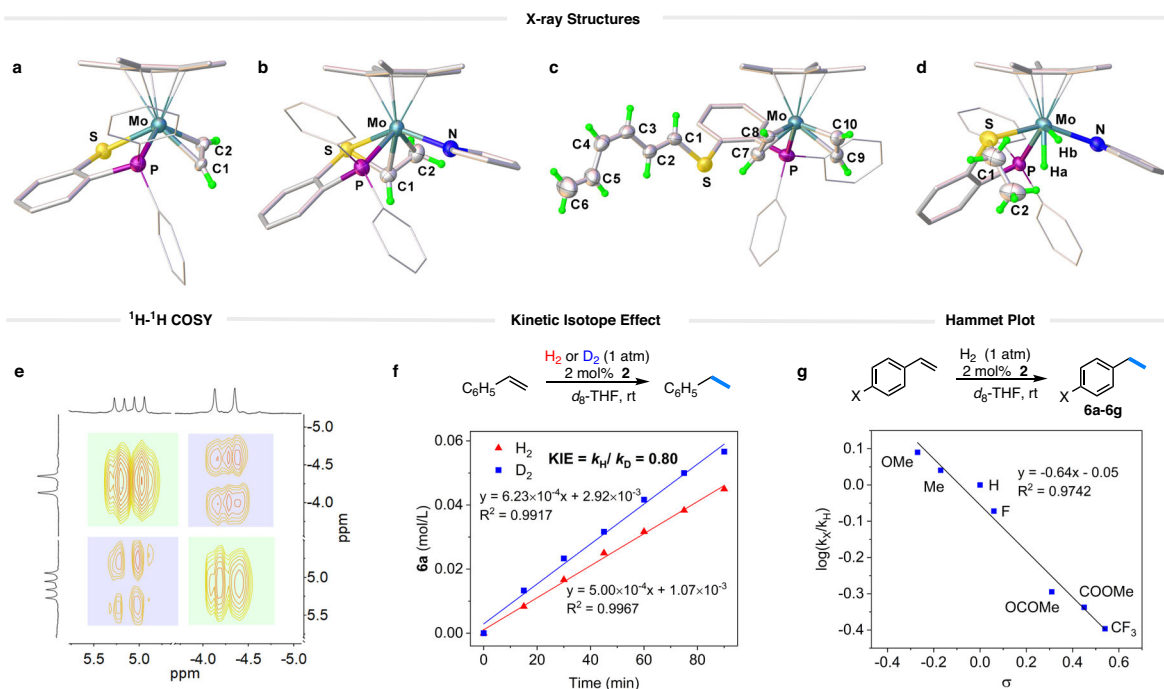 X-ray Structures
a
b
c
d
Mo
S
P
C2
C1
Mo
S
N
P
C1
C2
C4
C3
C1
C2
C5
C6
S
Mo
C8
C7
P
C10
C9
S
Mo
Hb
N
P
Ha
C1
C2
¹H-¹H COSY
Kinetic Isotope Effect
Hammet Plot
e
5.5
5.0
-4.0
-4.5
-5.0
ppm
ppm
-5.0
-4.5
-4.0
ppm
5.0
5.5
ppm
f
C₆H₅
H₂ or D₂ (1 atm)
2 mol% 2
d₈-THF, rt
C₆H₅
H₂
D₂
KIE = kH/ kD = 0.80
y = 6.23×10⁻⁴x + 2.92×10⁻³
R² = 0.9917
y = 5.00×10⁻⁴x + 1.07×10⁻³
R² = 0.9967
6a (mol/L)
0.06
0.04
0.02
0.00
0 20 40 60 80 100
Time (min)
g
X
H₂ (1 atm)
2 mol% 2
d₈-THF, rt
X
6a-6g
log(kX/kH)
0.1
0.0
-0.1
-0.2
-0.3
-0.4
OMe
Me
H
F
OCOMe
COOMe
CF₃
y = -0.64x - 0.05
R² = 0.9742
-0.4 -0.2 0.0 0.2 0.4 0.6
σ